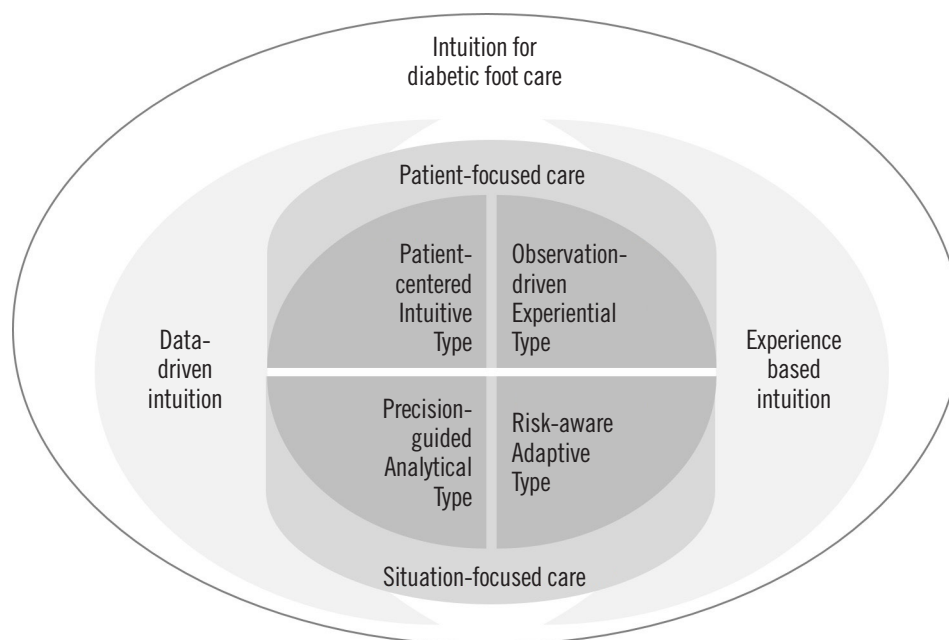 Intuition for
diabetic foot care
Patient-focused care
Patient-
centered
Intuitive
Type
Observation-
driven
Experiential
Type
Data-
driven
intuition
Experience
based
intuition
Precision-
guided
Analytical
Type
Risk-aware
Adaptive
Type
Situation-focused care